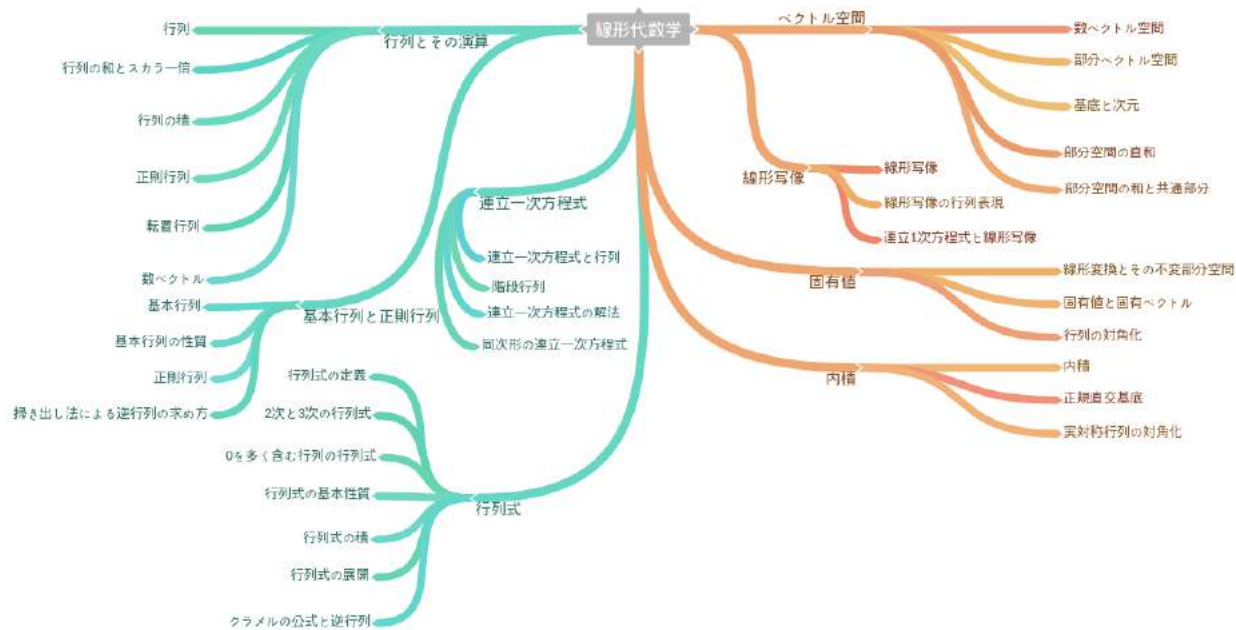 線形代数学
行列とその演算
行列
行列の和とスカラー倍
行列の積
正則行列
転置行列
数ベクトル
基本行列と正則行列
基本行列
基本行列の性質
正則行列
掃き出し法による逆行列の求め方
連立一次方程式
連立一次方程式と行列
階段行列
連立一次方程式の解法
同次形の連立一次方程式
行列式
行列式の定義
2次と3次の行列式
0を多く含む行列の行列式
行列式の基本性質
行列式の積
行列式の展開
クラメルの公式と逆行列
ベクトル空間
数ベクトル空間
部分ベクトル空間
基底と次元
部分空間の直和
部分空間の和と共通部分
線形写像
線形写像
線形写像の行列表現
連立1次方程式と線形写像
固有値
線形変換とその不変部分空間
固有値と固有ベクトル
行列の対角化
内積
内積
正規直交基底
実対称行列の対角化